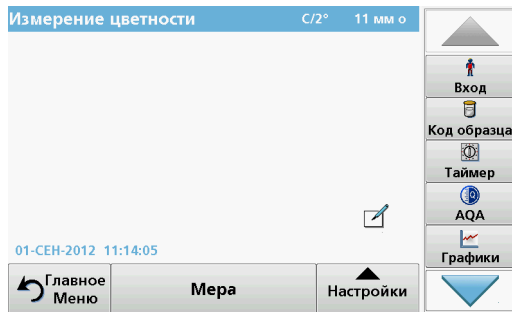 Измерение цветности C/2° 11 мм о
Вход
Код образца
Таймер
AQA
Графики
01-СЕН-2012 11:14:05
Главное
Меню
Мера
Настройки